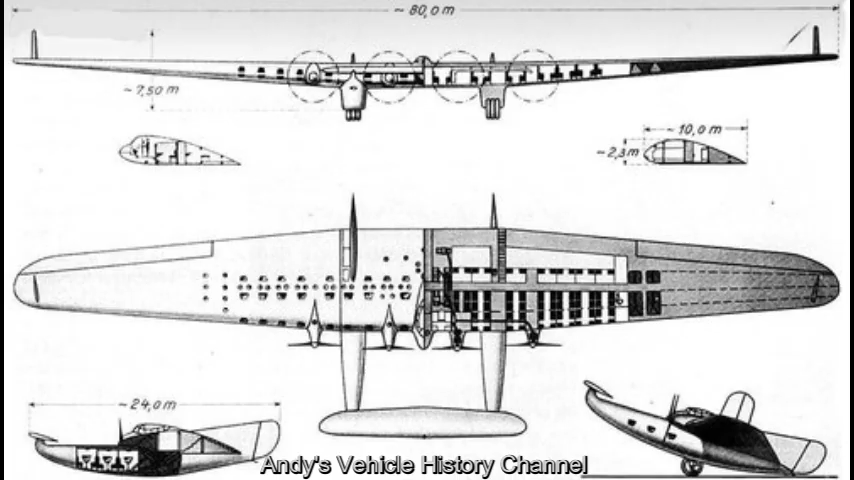 ~ 80,0 m
~ 7,50 m
~ 10,0 m
~ 2,3 m
~ 24,0 m
Andy's Vehicle History Channel